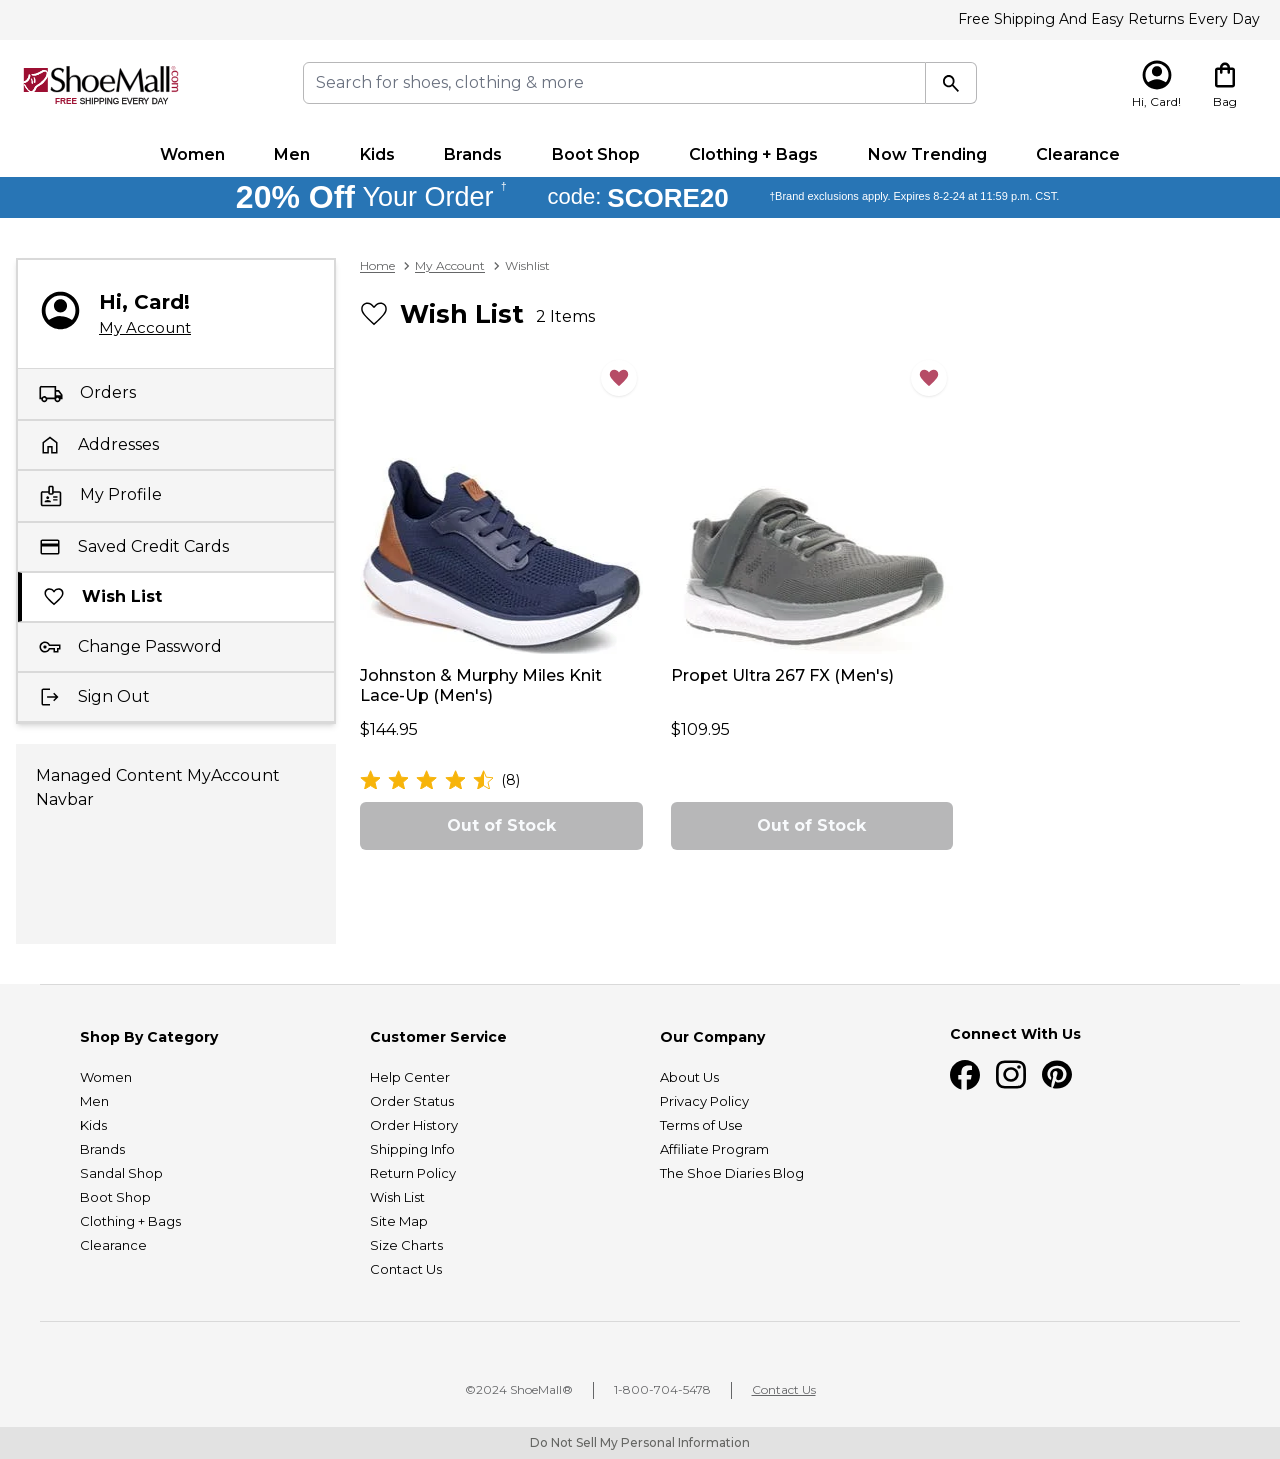 Free Shipping And Easy Returns Every Day
ShoeMall.com
FREE SHIPPING EVERY DAY
Search for shoes, clothing & more
Hi, Card!
Bag
Women
Men
Kids
Brands
Boot Shop
Clothing + Bags
Now Trending
Clearance
20% Off Your Order † code: SCORE20 †Brand exclusions apply. Expires 8-2-24 at 11:59 p.m. CST.
Hi, Card!
My Account
Orders
Addresses
My Profile
Saved Credit Cards
Wish List
Change Password
Sign Out
Managed Content MyAccount
Navbar
Home
My Account
Wishlist
Wish List 2 Items
Johnston & Murphy Miles Knit
Lace-Up (Men's)
$144.95
(8)
Out of Stock
Propet Ultra 267 FX (Men's)
$109.95
Out of Stock
Shop By Category
Women
Men
Kids
Brands
Sandal Shop
Boot Shop
Clothing + Bags
Clearance
Customer Service
Help Center
Order Status
Order History
Shipping Info
Return Policy
Wish List
Site Map
Size Charts
Contact Us
Our Company
About Us
Privacy Policy
Terms of Use
Affiliate Program
The Shoe Diaries Blog
Connect With Us
©2024 ShoeMall®
1-800-704-5478
Contact Us
Do Not Sell My Personal Information